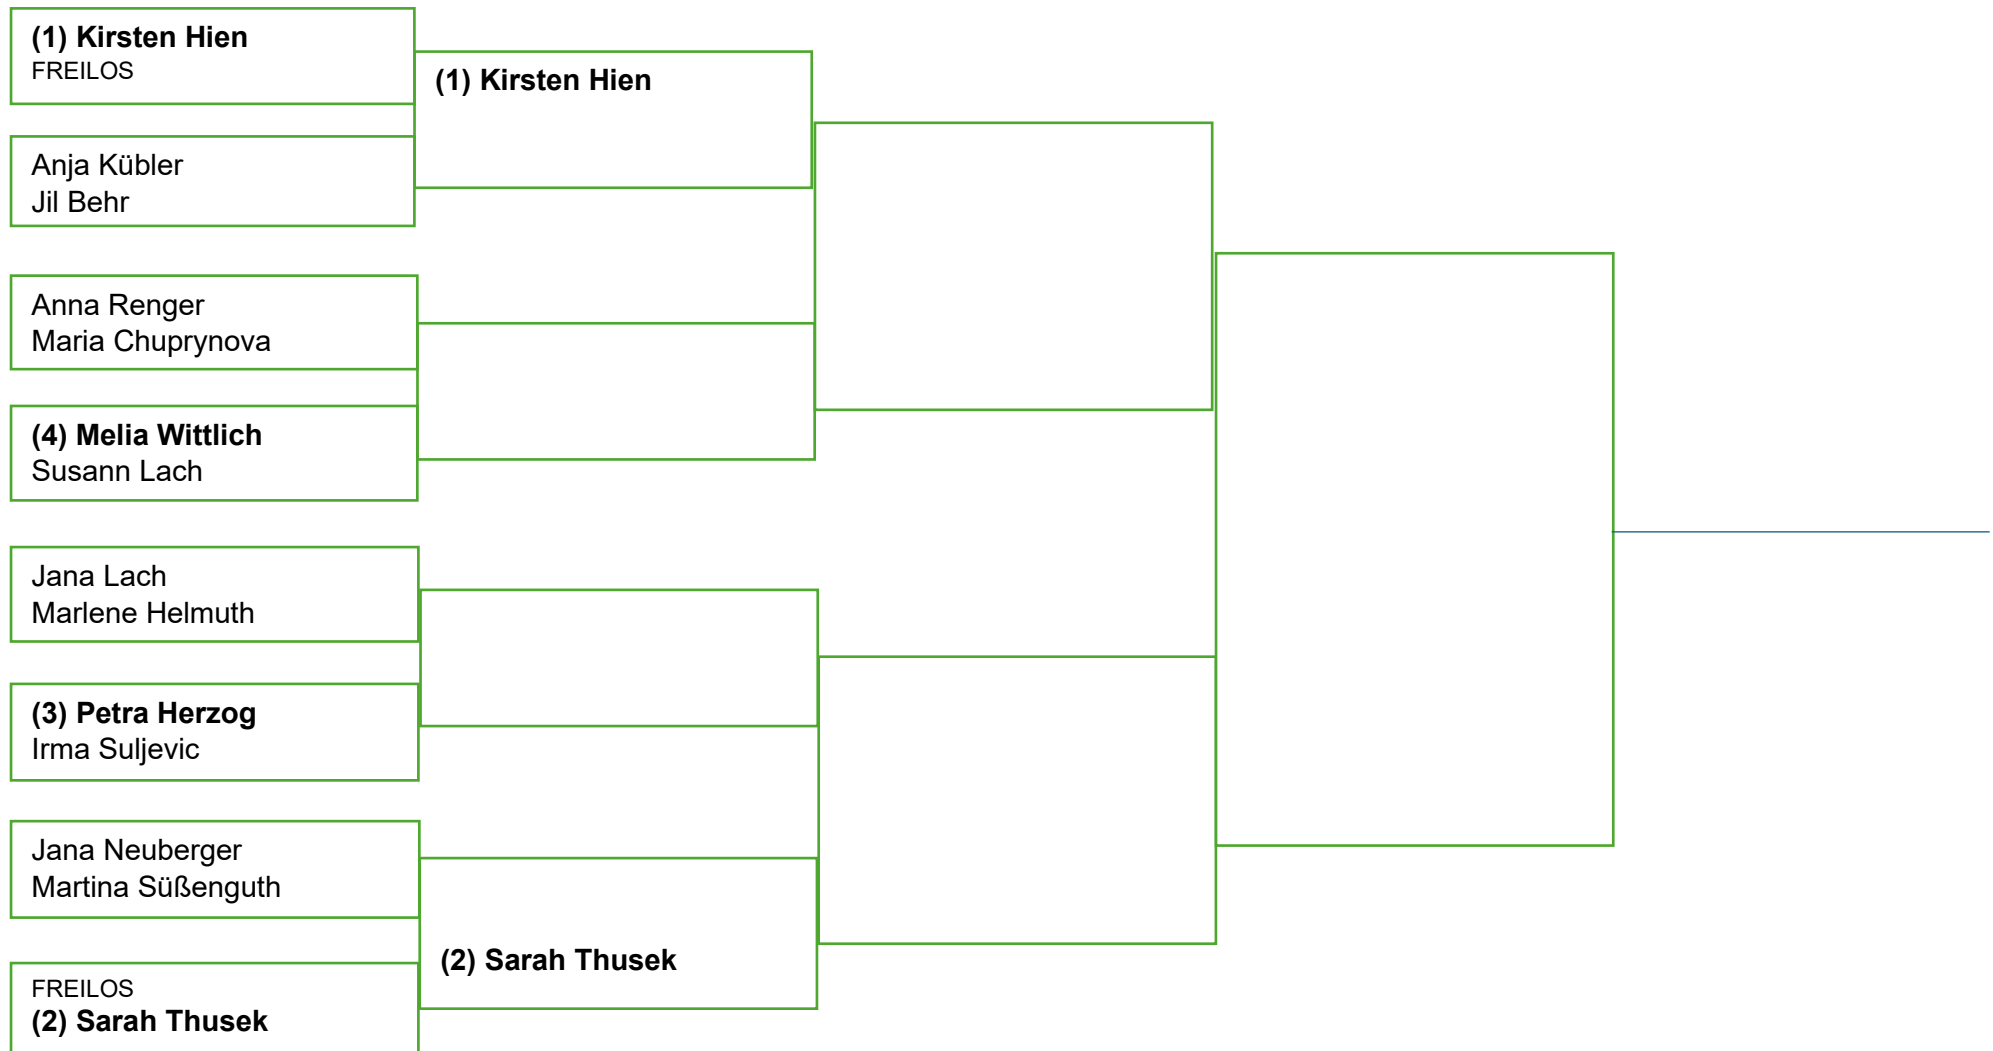 (1) Kirsten Hien
FREILOS
Anja Kübler
Jil Behr
Anna Renger
Maria Chuprynova
(4) Melia Wittlich
Susann Lach
Jana Lach
Marlene Helmuth
(3) Petra Herzog
Irma Suljevic
Jana Neuberger
Martina Süßenguth
FREILOS
(2) Sarah Thusek
(1) Kirsten Hien
(2) Sarah Thusek